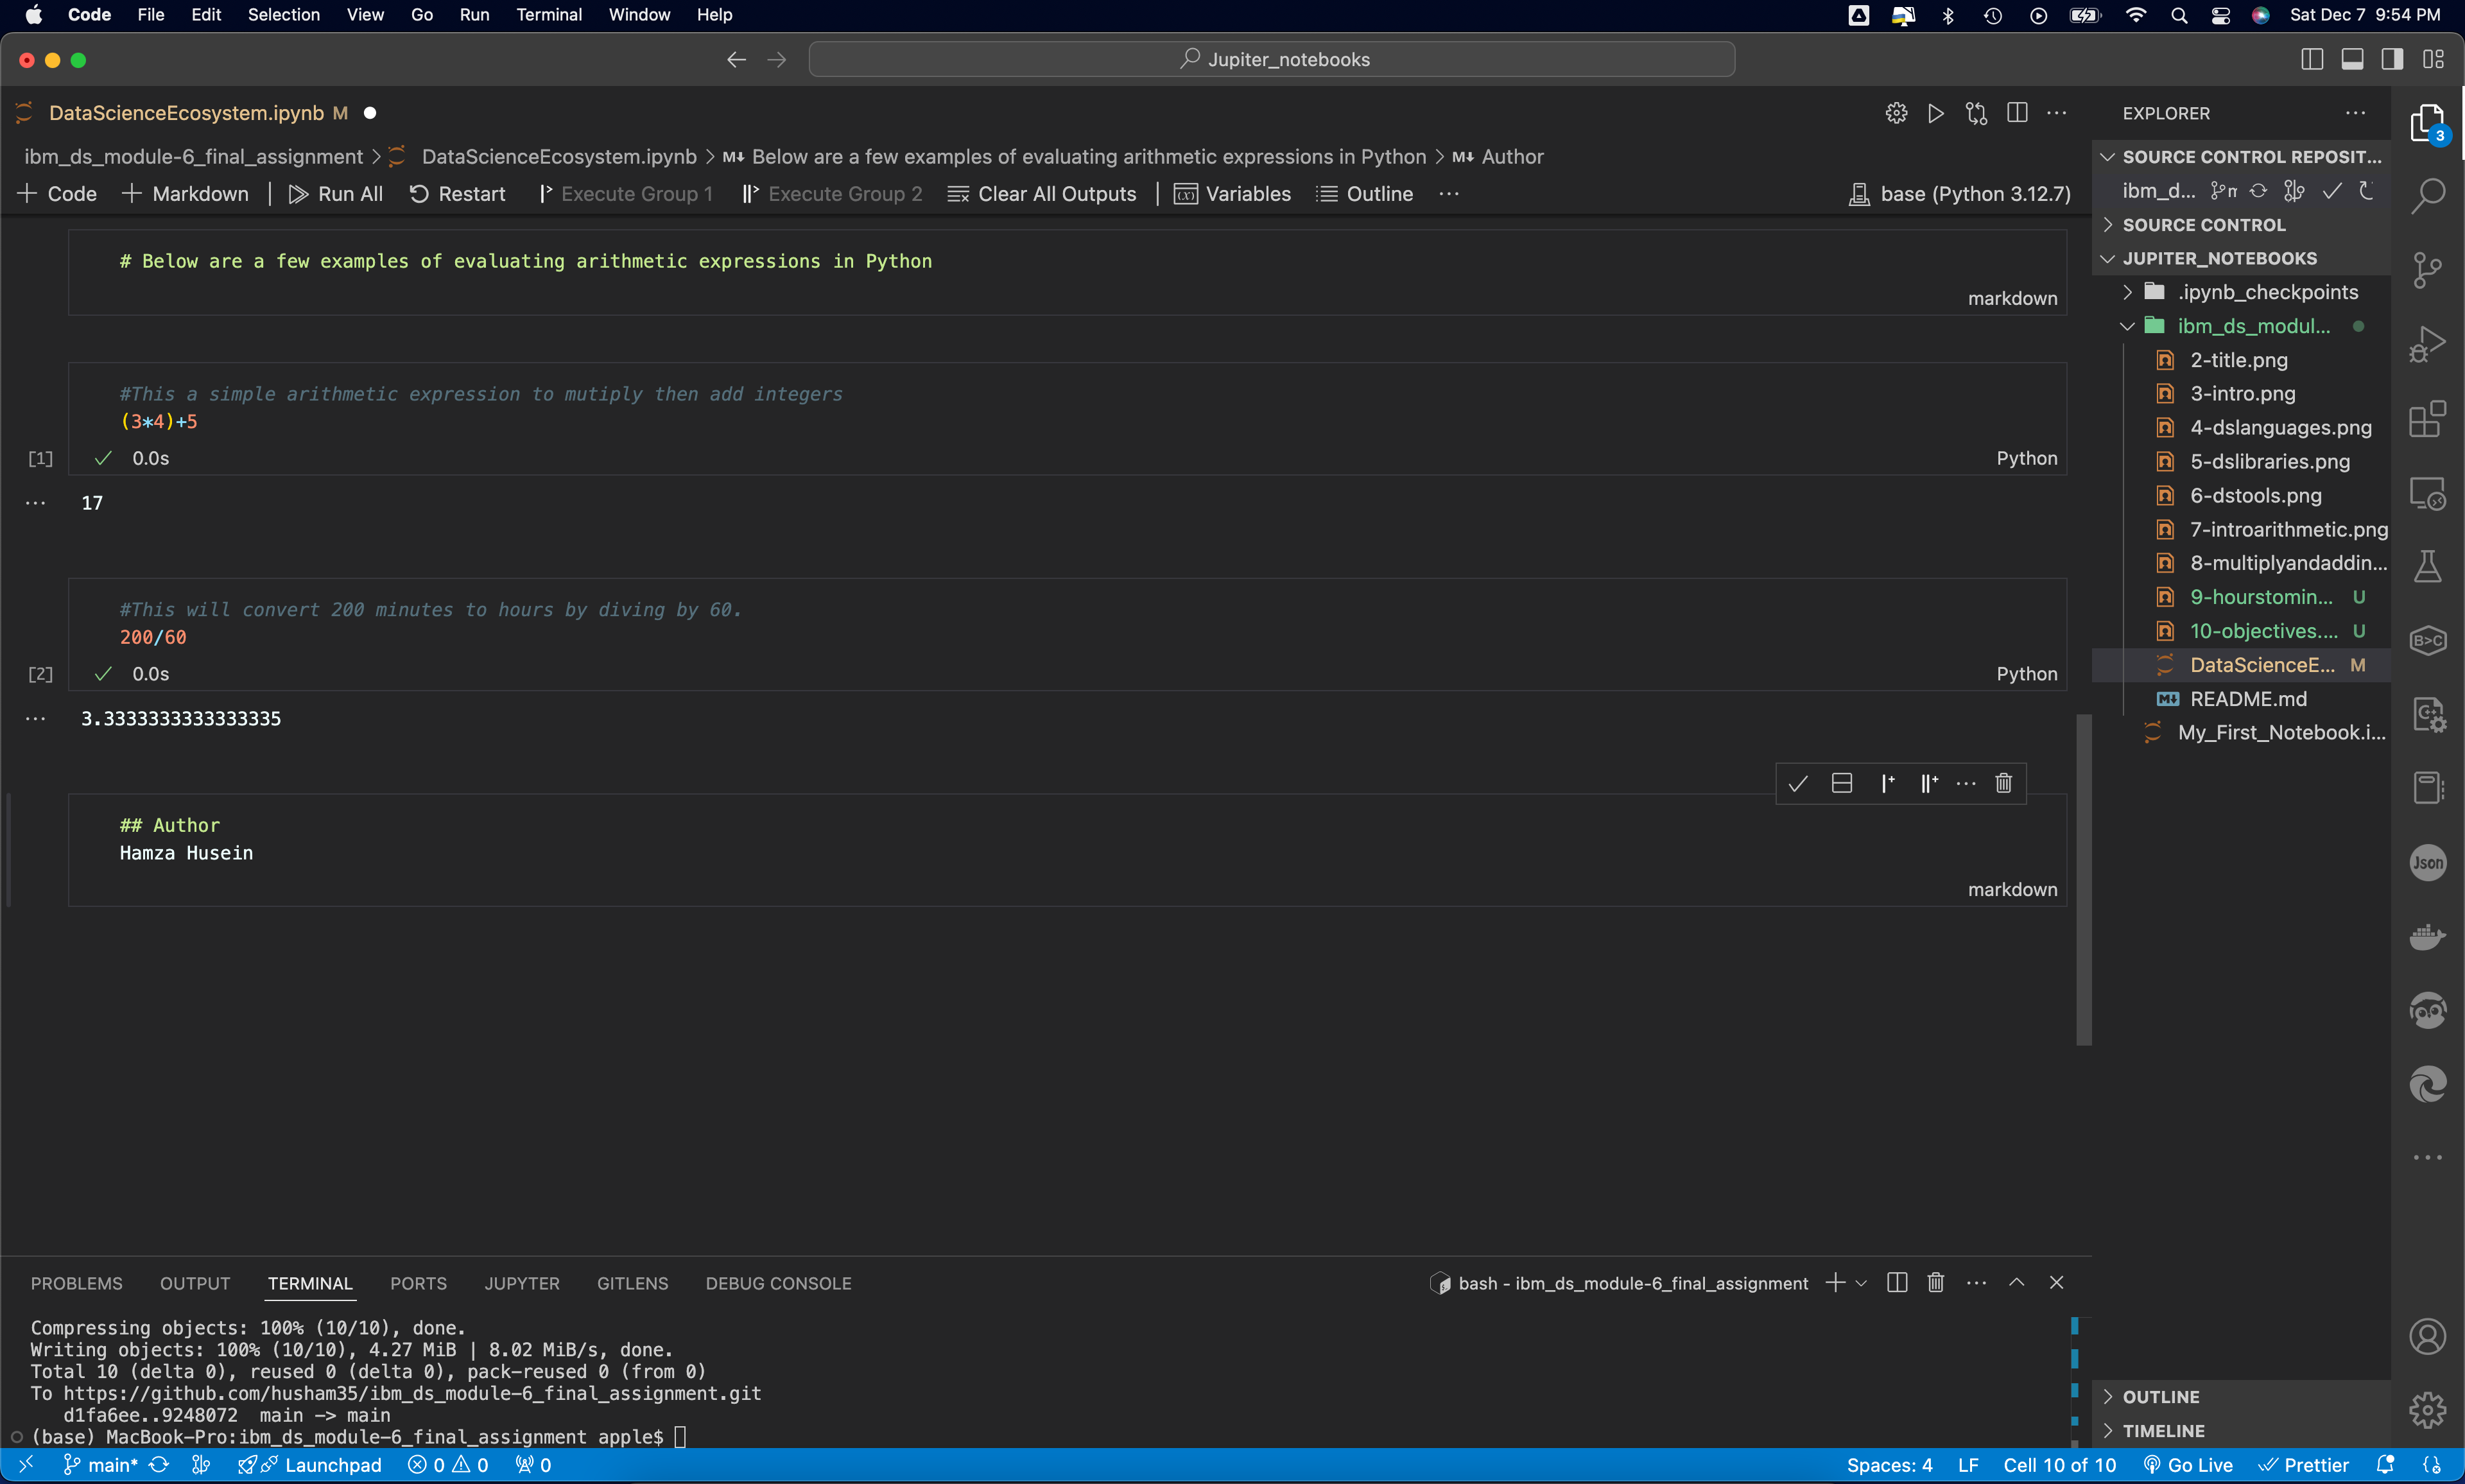 Code File Edit Selection View Go Run Terminal Window Help
Sat Dec 7 9:54 PM
Jupiter_notebooks
DataScienceEcosystem.ipynb M
ibm_ds_module-6_final_assignment > DataScienceEcosystem.ipynb > M↓ Below are a few examples of evaluating arithmetic expressions in Python > M↓ Author
Code Markdown Run All Restart Execute Group 1 Execute Group 2 Clear All Outputs Variables Outline ... base (Python 3.12.7)
# Below are a few examples of evaluating arithmetic expressions in Python
markdown
#This a simple arithmetic expression to mutiply then add integers
(3*4)+5
[1] 0.0s Python
17
#This will convert 200 minutes to hours by diving by 60.
200/60
[2] 0.0s Python
3.3333333333333335
## Author
Hamza Husein
markdown
EXPLORER
3
SOURCE CONTROL REPOSIT...
ibm_d...
SOURCE CONTROL
JUPITER_NOTEBOOKS
.ipynb_checkpoints
ibm_ds_modul...
2-title.png
3-intro.png
4-dslanguages.png
5-dslibraries.png
6-dstools.png
7-introarithmetic.png
8-multiplyandaddin...
9-hourstomin... U
10-objectives.... U
DataScienceE... M
M↓ README.md
My_First_Notebook.i...
B>C
C++
Json
OUTLINE
TIMELINE
PROBLEMS OUTPUT TERMINAL PORTS JUPYTER GITLENS DEBUG CONSOLE
bash - ibm_ds_module-6_final_assignment
Compressing objects: 100% (10/10), done.
Writing objects: 100% (10/10), 4.27 MiB | 8.02 MiB/s, done.
Total 10 (delta 0), reused 0 (delta 0), pack-reused 0 (from 0)
To https://github.com/husham35/ibm_ds_module-6_final_assignment.git
d1fa6ee..9248072 main -> main
(base) MacBook-Pro:ibm_ds_module-6_final_assignment apple$
main* Launchpad 0 0 0
Spaces: 4 LF Cell 10 of 10 Go Live Prettier